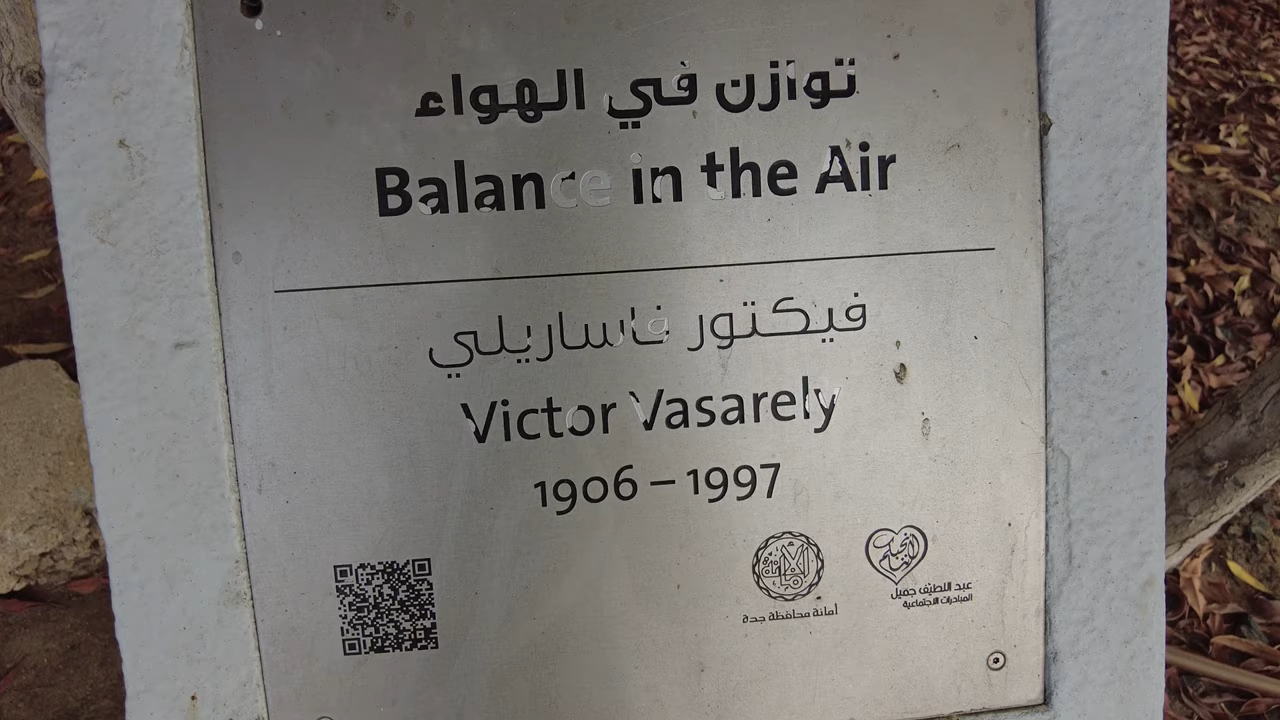 توازن في الهواء
Balance in the Air
فيكتور فاساريلي
Victor Vasarely
1906 – 1997
أمانة محافظة جدة
عبد اللطيف جميل
المبادرات الاجتماعية